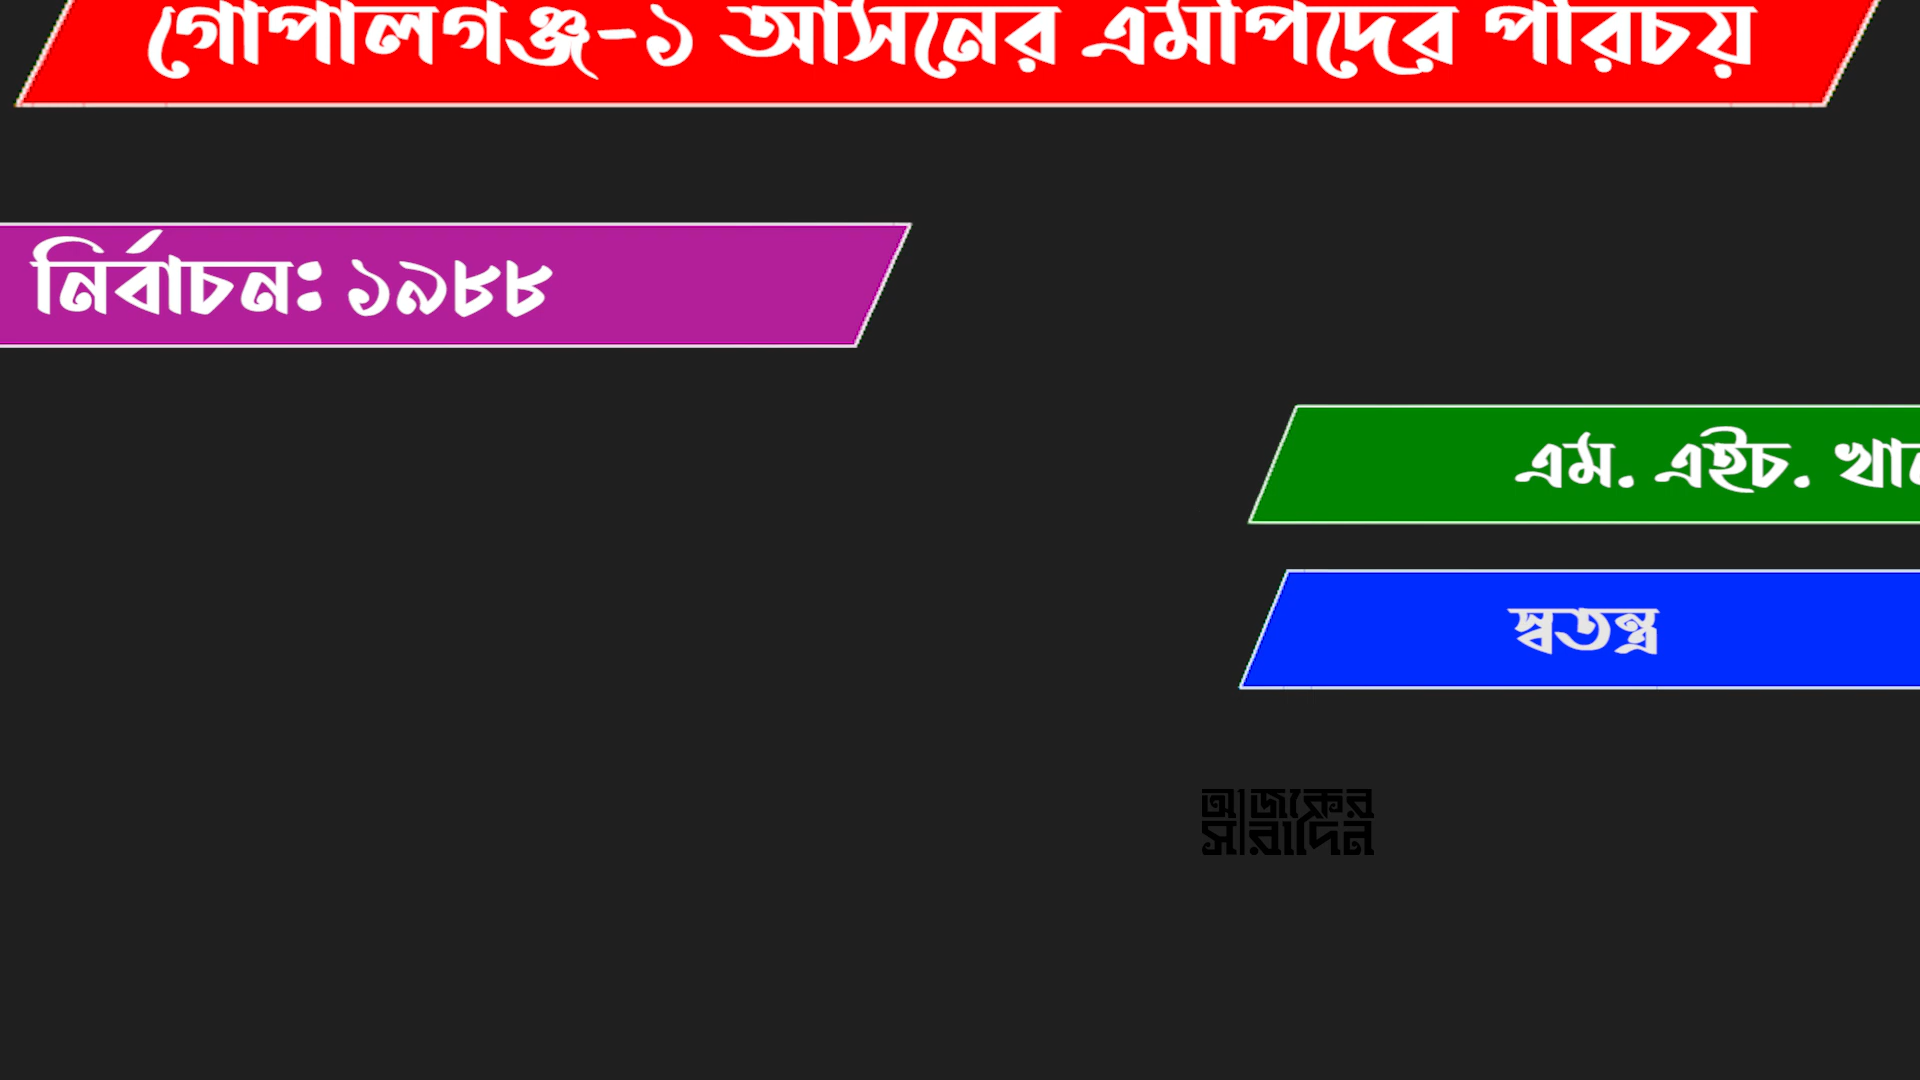 গোপালগঞ্জ-১ আসনের এমপিদের পরিচয়
নির্বাচন: ১৯৮৮
এম. এইচ. খান
স্বতন্ত্র
আজকের
সারাদিন